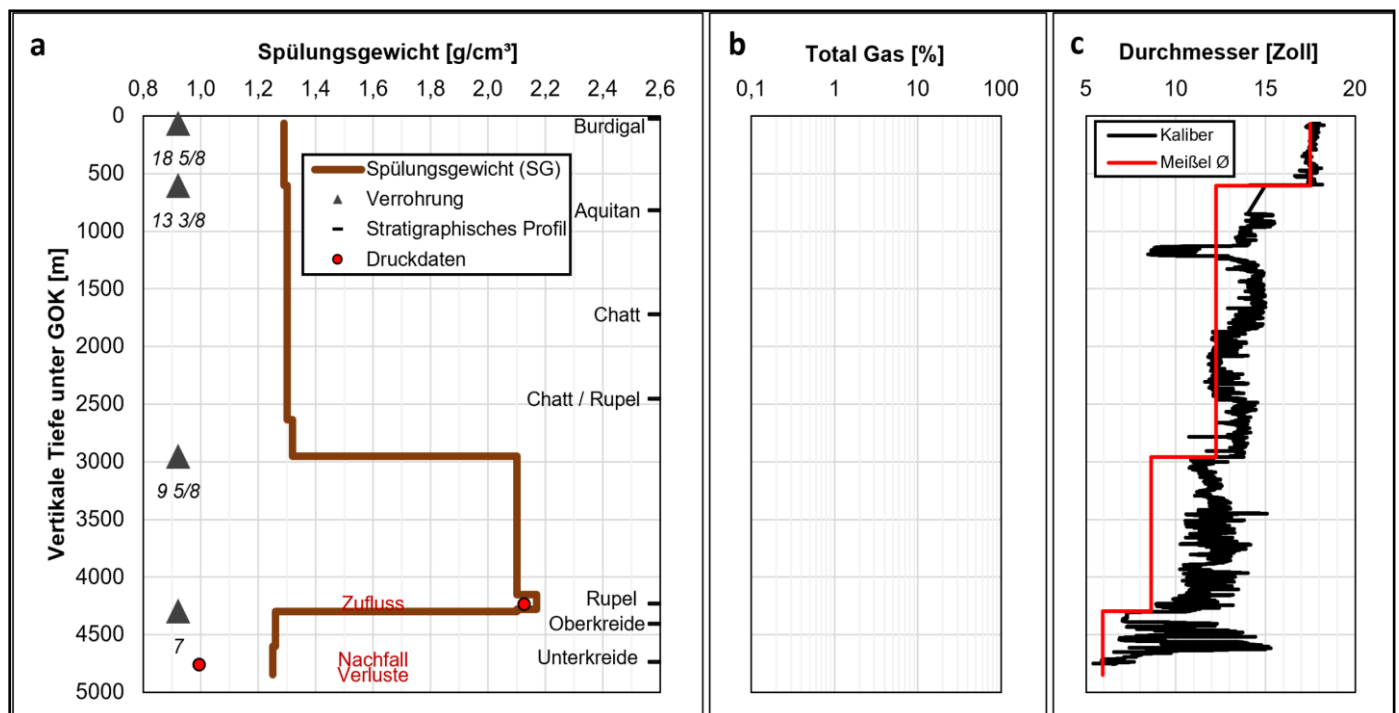 a
Spülungsgewicht [g/cm³]
0,8 1,0 1,2 1,4 1,6 1,8 2,0 2,2 2,4 2,6
Vertikale Tiefe unter GOK [m]
0
500
1000
1500
2000
2500
3000
3500
4000
4500
5000
18 5/8
13 3/8
9 5/8
7
Spülungsgewicht (SG)
Verrohrung
Stratigraphisches Profil
Druckdaten
Burdigal
Aquitan
Chatt
Chatt / Rupel
Rupel
Oberkreide
Unterkreide
Zufluss
Nachfall
Verluste
b
Total Gas [%]
0,1 1 10 100
c
Durchmesser [Zoll]
5 10 15 20
Kaliber
Meißel Ø